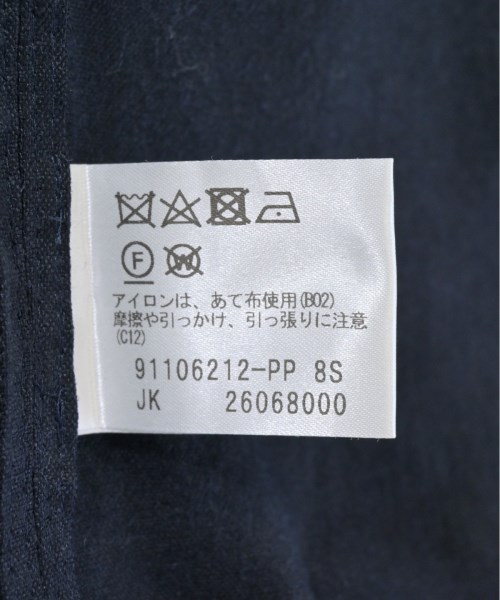 F W
アイロンは、あて布使用(B02)
摩擦や引っかけ、引っ張りに注意
(C12)
91106212-PP 8S
JK 26068000